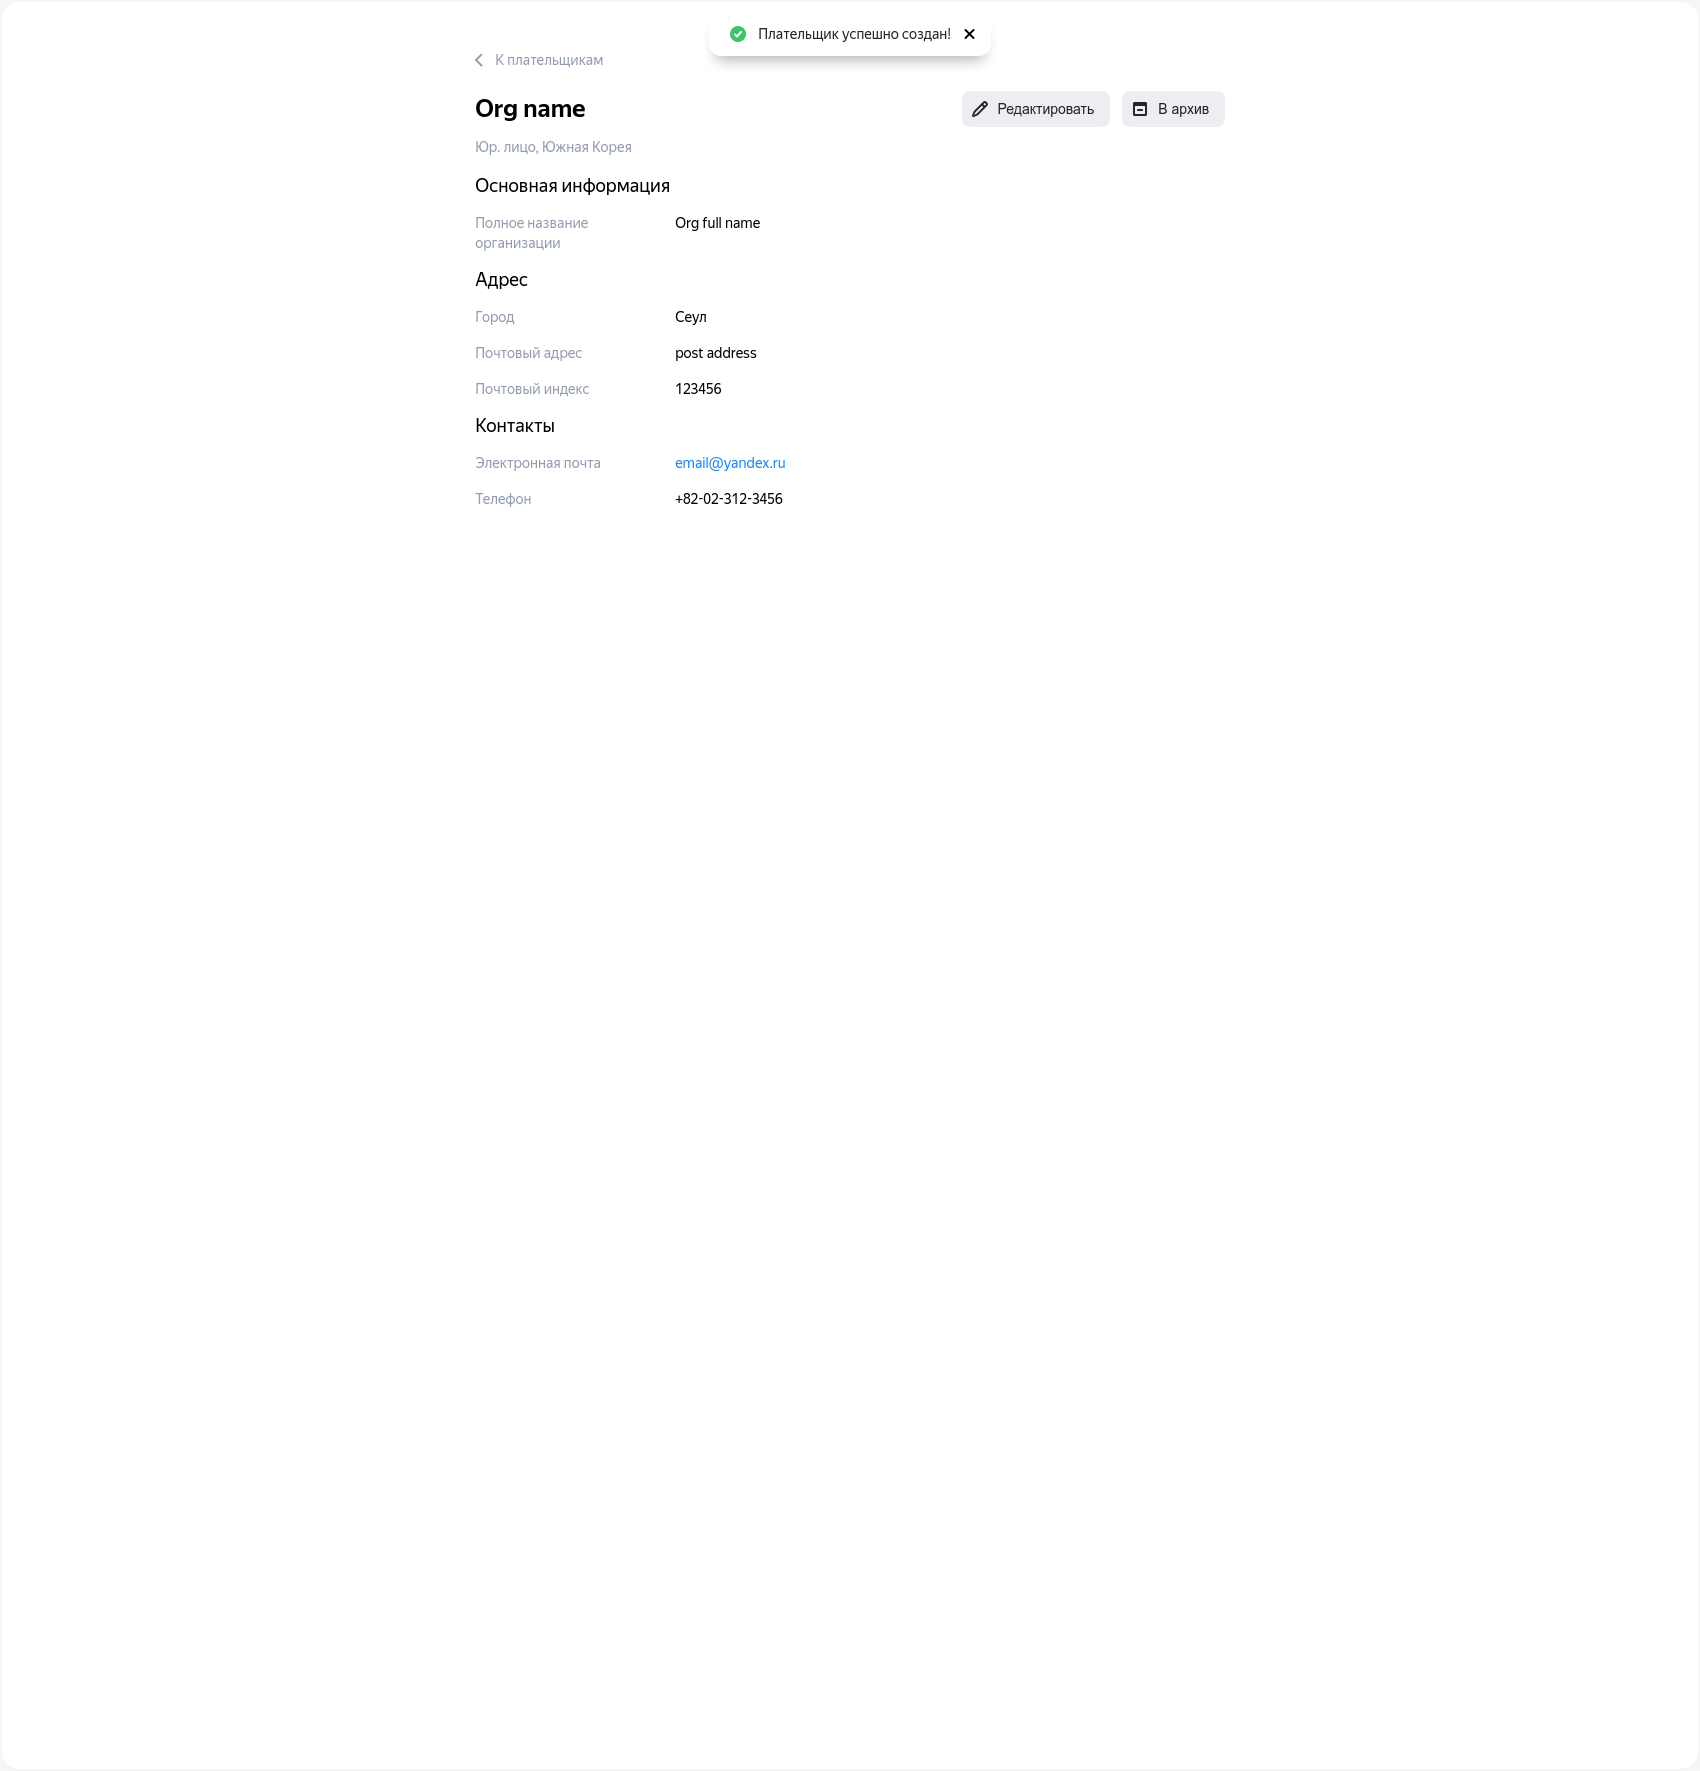 Плательщик успешно создан!
К плательщикам
Org name
Редактировать
В архив
Юр. лицо, Южная Корея
Основная информация
Полное название
организации
Org full name
Адрес
Город
Сеул
Почтовый адрес
post address
Почтовый индекс
123456
Контакты
Электронная почта
email@yandex.ru
Телефон
+82-02-312-3456